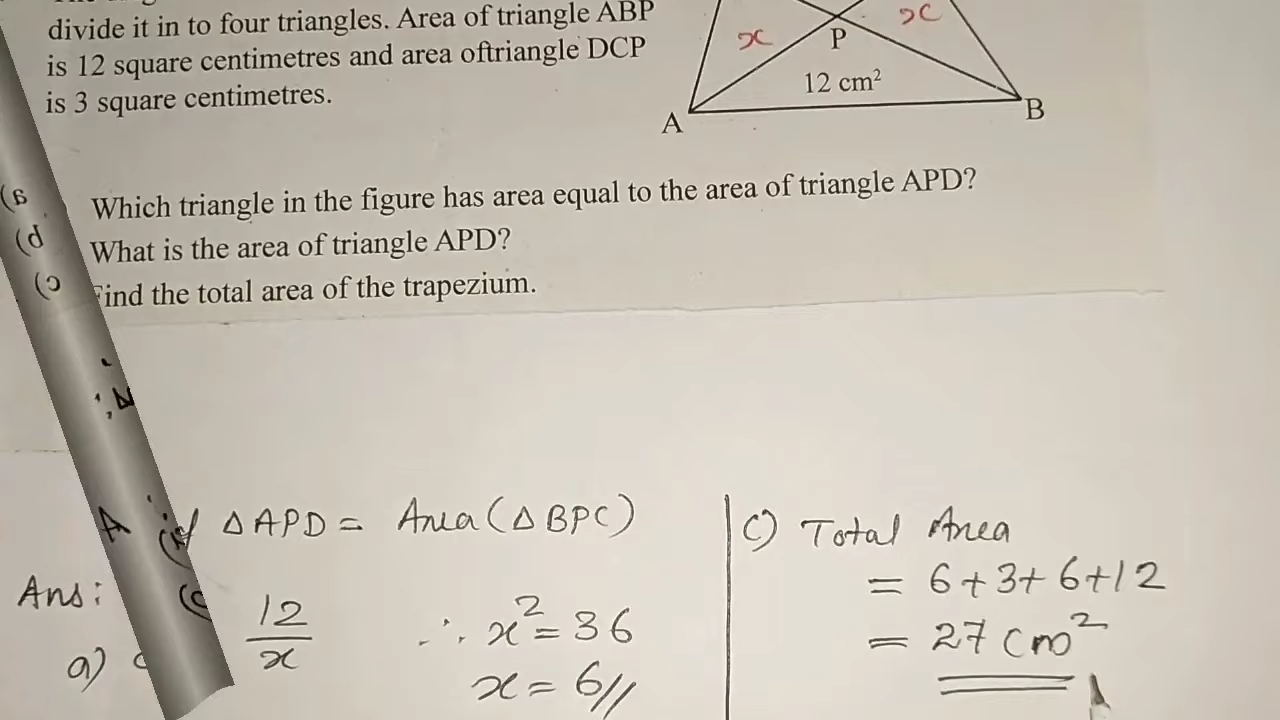 divide it in to four triangles. Area of triangle ABP
is 12 square centimetres and area oftriangle DCP
is 3 square centimetres.
x
x
P
12 cm²
A
B
Which triangle in the figure has area equal to the area of triangle APD?
What is the area of triangle APD?
ind the total area of the trapezium.
△APD = Area (△BPC)
Ans:
a)
12
x
∴ x² = 36
x = 6//
c) Total Area
= 6+3+6+12
= 27 cm²